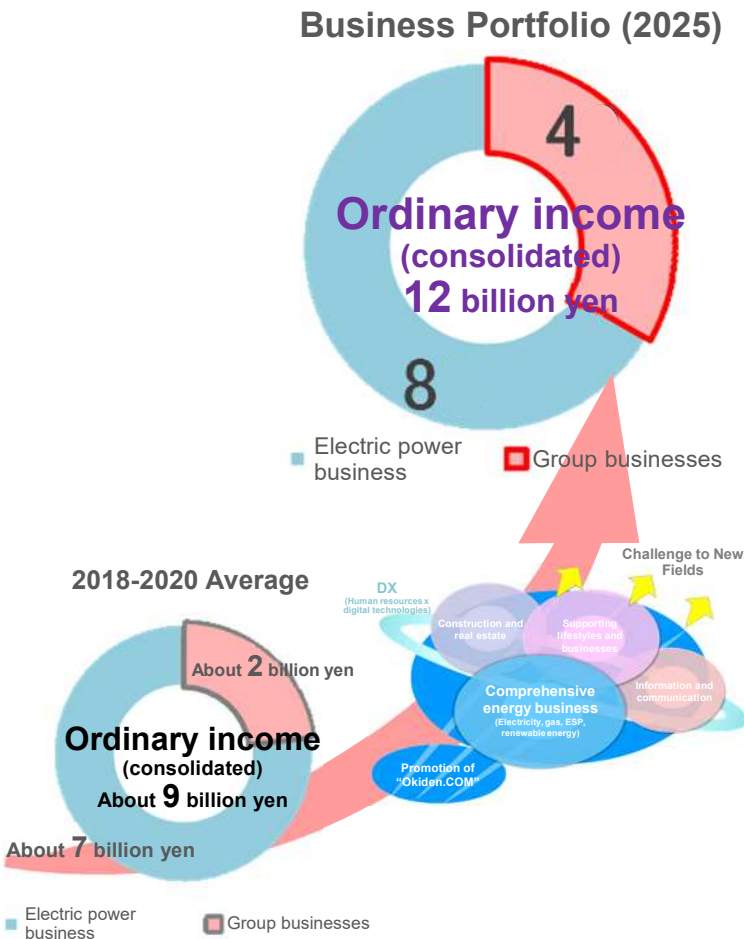 Business Portfolio (2025)
4
Ordinary income
(consolidated)
12 billion yen
8
Electric power
business
Group businesses
Challenge to New
Fields
2018-2020 Average
DX
(Human resources x
digital technologies)
Construction and
real estate
Supporting
lifestyles and
businesses
About 2 billion yen
Information and
communication
Comprehensive
energy business
(Electricity, gas, ESP,
renewable energy)
Ordinary income
(consolidated)
About 9 billion yen
Promotion of
“Okiden.COM”
About 7 billion yen
Electric power
business
Group businesses